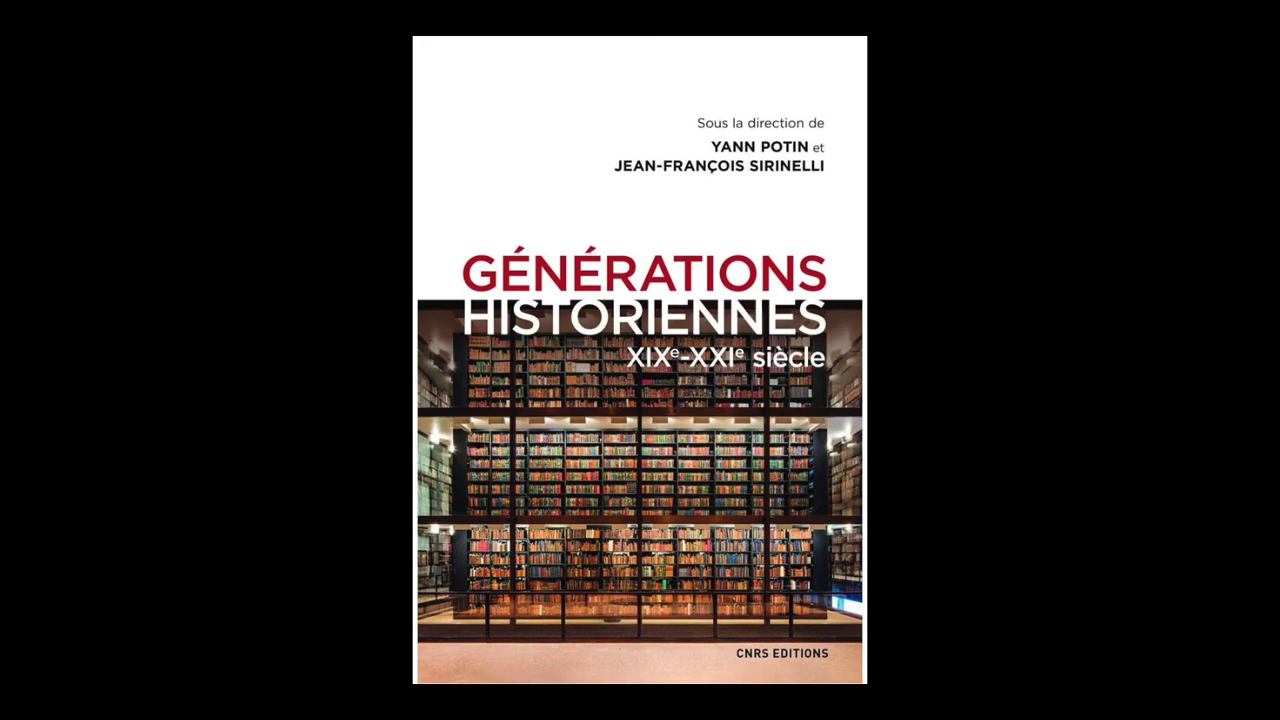 Sous la direction de
YANN POTIN et
JEAN-FRANÇOIS SIRINELLI
GÉNÉRATIONS
HISTORIENNES
XIXe-XXIe siècle
CNRS EDITIONS